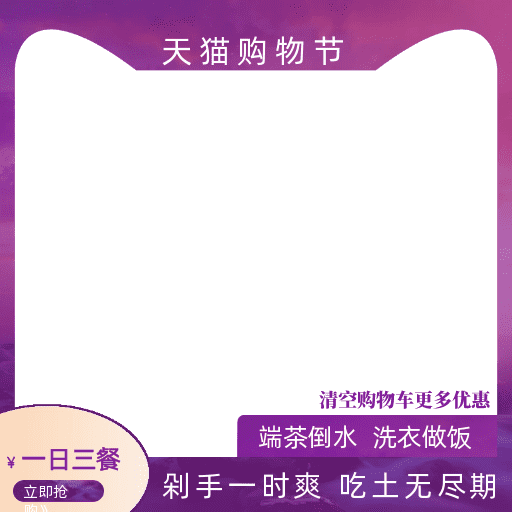 天猫购物节
清空购物车更多优惠
端茶倒水 洗衣做饭
¥一日三餐
立即抢
购》
剁手一时爽 吃土无尽期